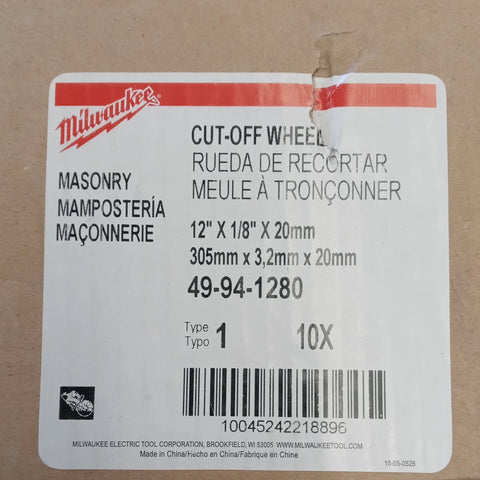 Milwaukee
CUT-OFF WHEEL
RUEDA DE RECORTAR
MEULE À TRONÇONNER
MASONRY
MAMPOSTERÍA
MAÇONNERIE
12" X 1/8" X 20mm
305mm x 3,2mm x 20mm
49-94-1280
Type
Typo
1
10X
10045242218896
MILWAUKEE ELECTRIC TOOL CORPORATION, BROOKFIELD, WI 53005 WWW.MILWAUKEETOOL.COM
Made in China/Hecho en China/Fabriqué en Chine
10-05-0525